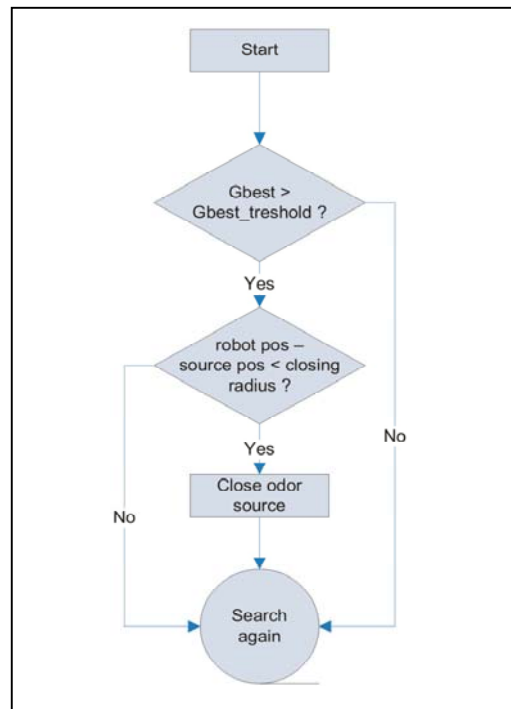 Start
Gbest >
Gbest_treshold ?
Yes
robot pos –
source pos < closing
radius ?
No
Yes
Close odor
source
No
Search
again